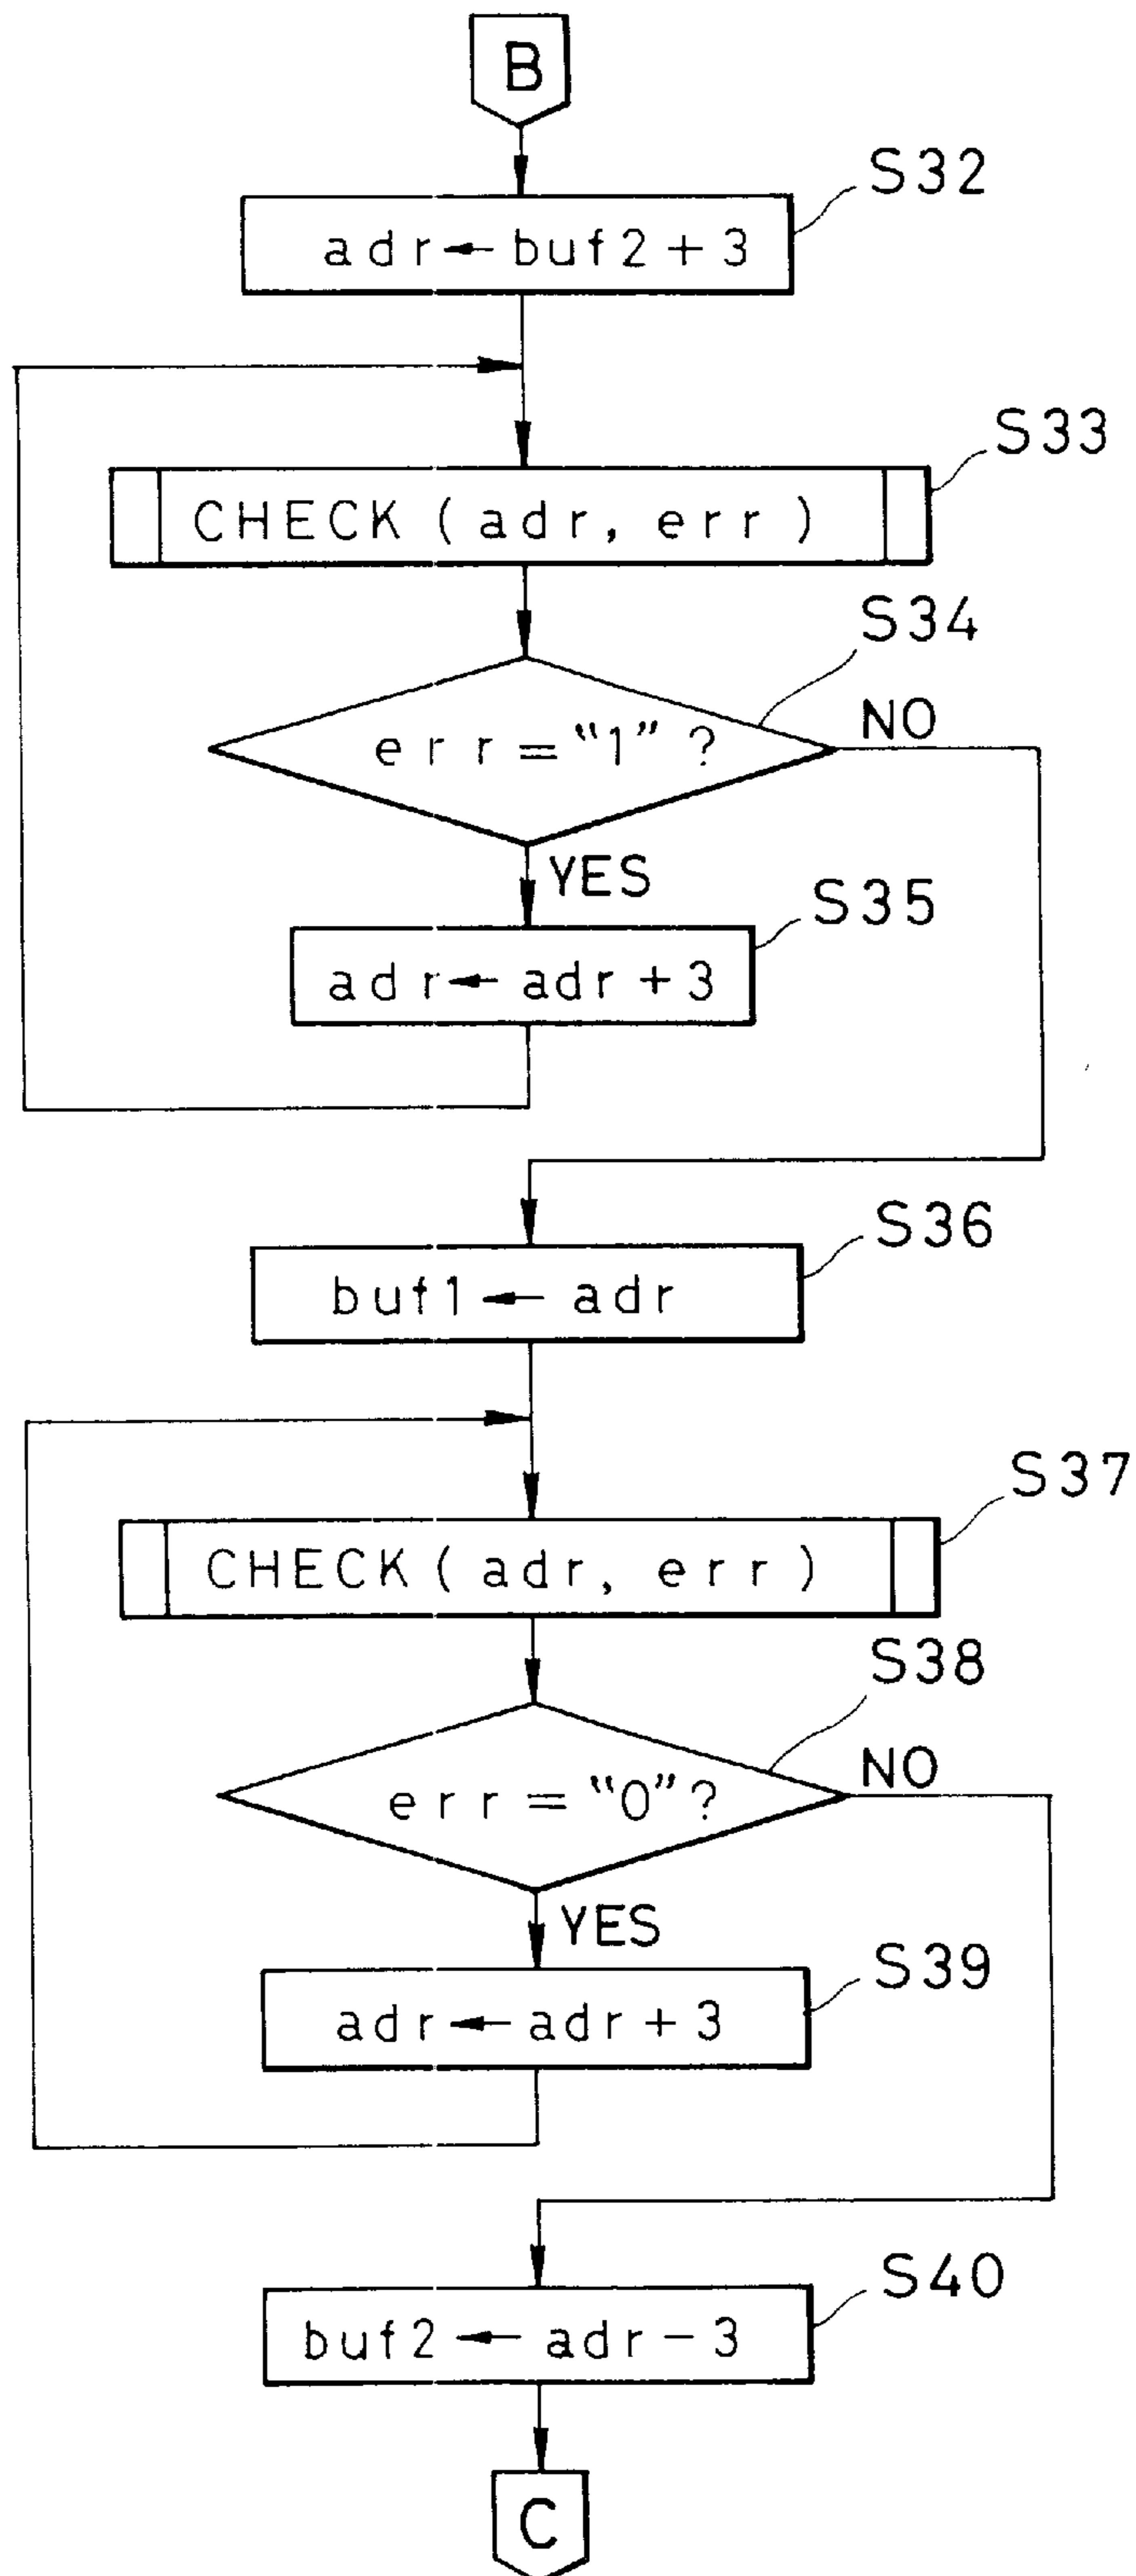 B
S32
adr←buf2+3
S33
CHECK(adr, err)
S34
err="1"?
NO
YES
S35
adr←adr+3
S36
buf1←adr
S37
CHECK(adr, err)
S38
err="0"?
NO
YES
S39
adr←adr+3
S40
buf2←adr-3
C